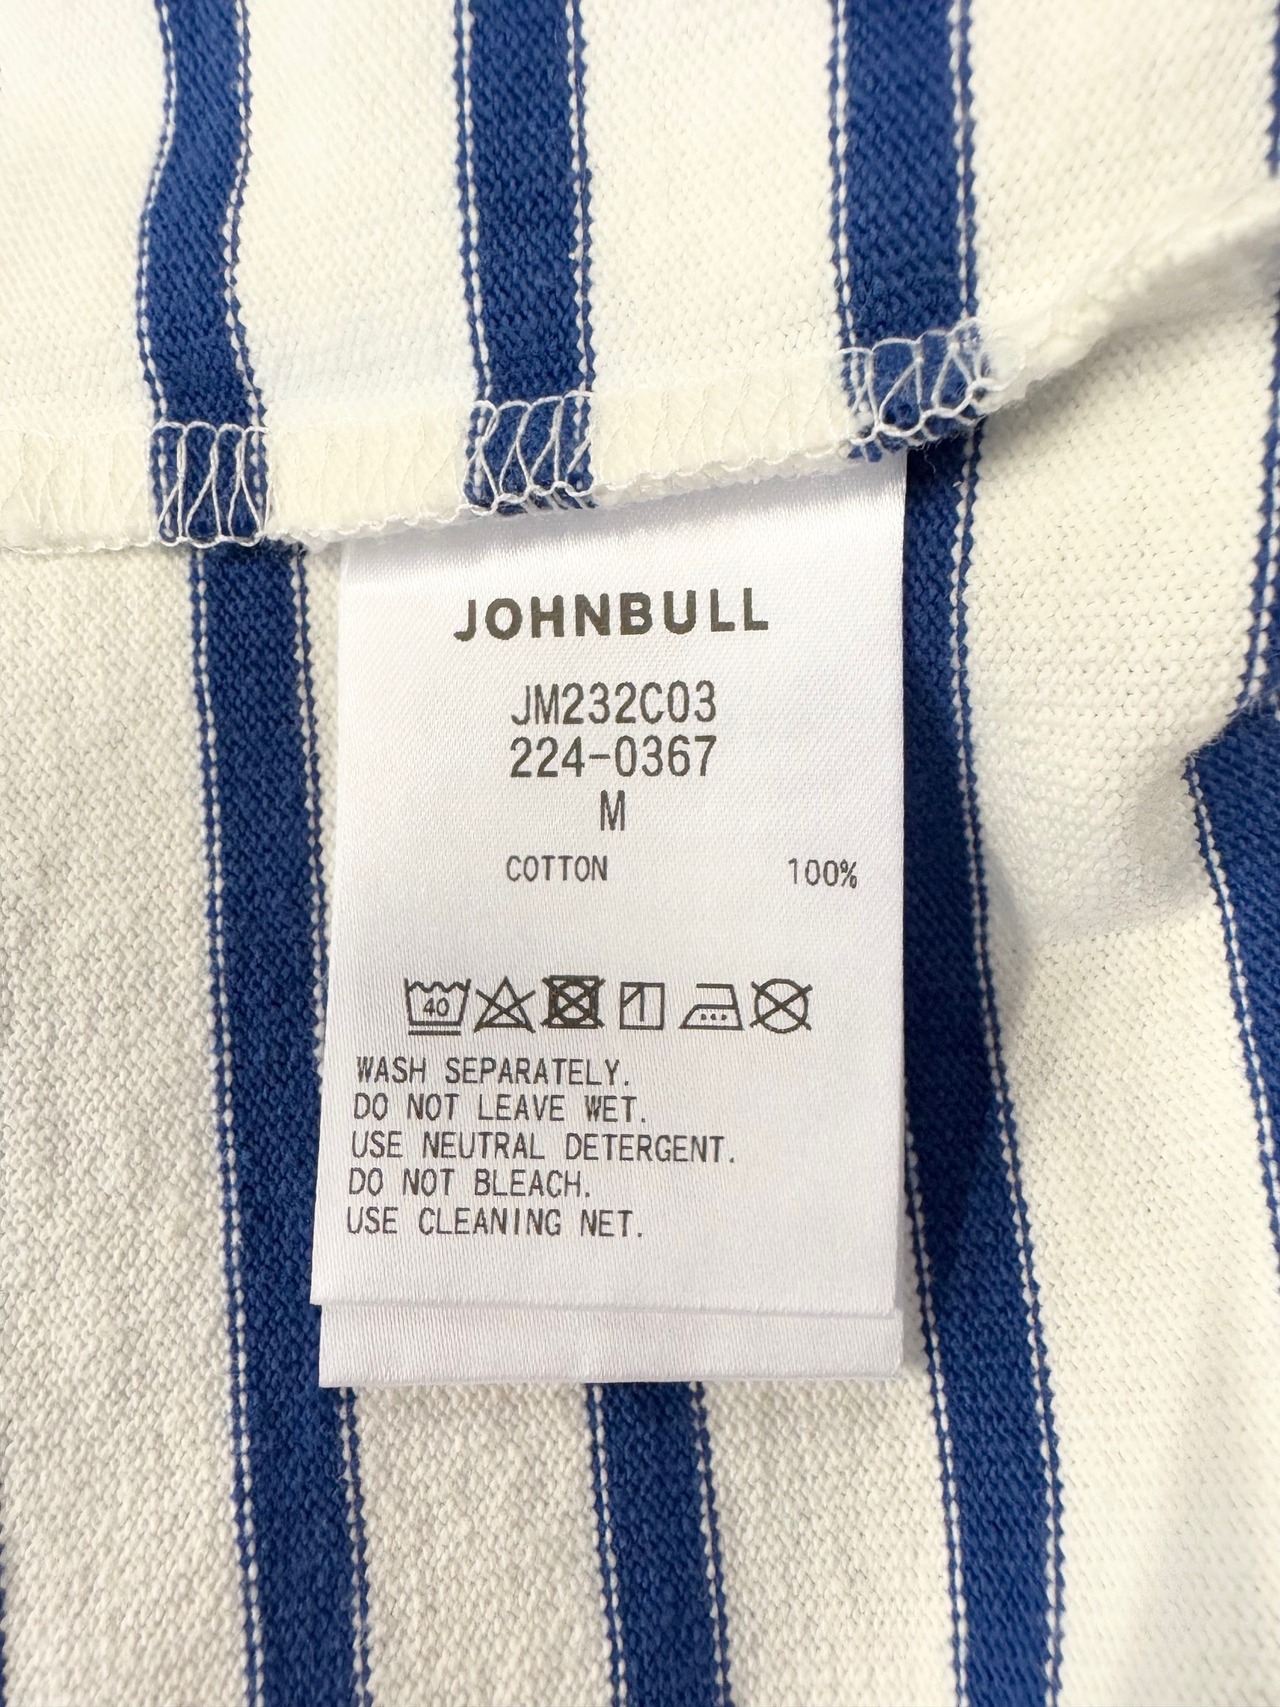 JOHNBULL
JM232C03
224-0367
M
COTTON 100%
40
WASH SEPARATELY.
DO NOT LEAVE WET.
USE NEUTRAL DETERGENT.
DO NOT BLEACH.
USE CLEANING NET.